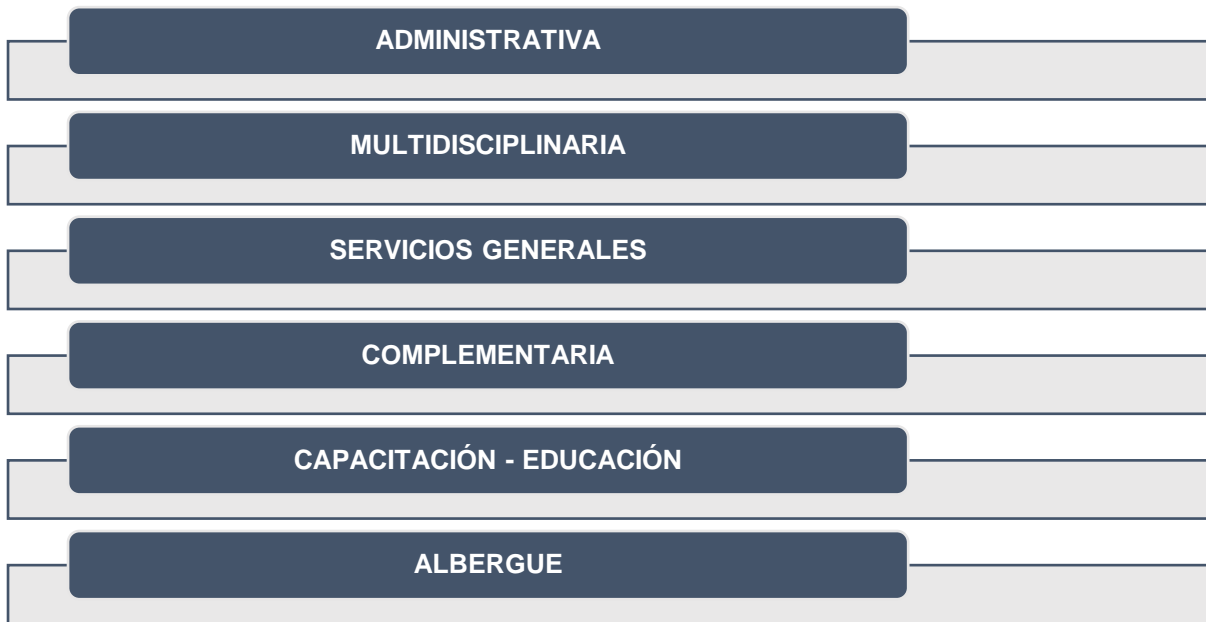 ADMINISTRATIVA
MULTIDISCIPLINARIA
SERVICIOS GENERALES
COMPLEMENTARIA
CAPACITACIÓN - EDUCACIÓN
ALBERGUE